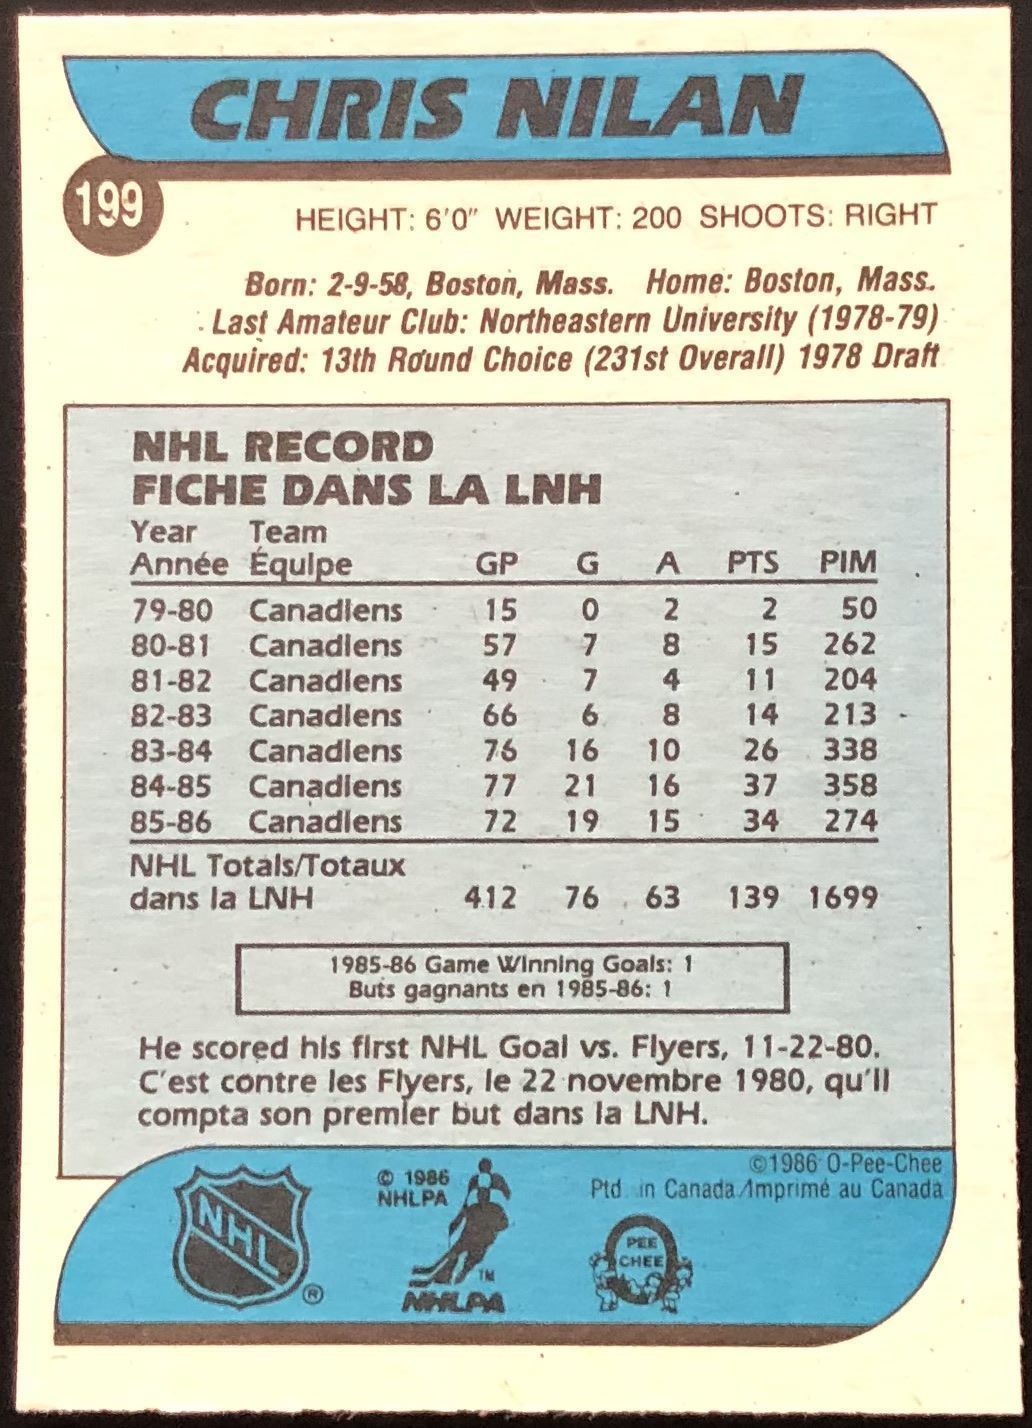 CHRIS NILAN
199
HEIGHT: 6'0" WEIGHT: 200 SHOOTS: RIGHT
Born: 2-9-58, Boston, Mass. Home: Boston, Mass.
Last Amateur Club: Northeastern University (1978-79)
Acquired: 13th Round Choice (231st Overall) 1978 Draft
NHL RECORD
FICHE DANS LA LNH
Year Team
Année Équipe GP G A PTS PIM
79-80 Canadiens 15 0 2 2 50
80-81 Canadiens 57 7 8 15 262
81-82 Canadiens 49 7 4 11 204
82-83 Canadiens 66 6 8 14 213
83-84 Canadiens 76 16 10 26 338
84-85 Canadiens 77 21 16 37 358
85-86 Canadiens 72 19 15 34 274
NHL Totals/Totaux
dans la LNH 412 76 63 139 1699
1985-86 Game Winning Goals: 1
Buts gagnants en 1985-86: 1
He scored his first NHL Goal vs. Flyers, 11-22-80.
C'est contre les Flyers, le 22 novembre 1980, qu'il
compta son premier but dans la LNH.
©1986 O-Pee-Chee
Ptd. in Canada/Imprimé au Canada
NHL ®
© 1986
NHLPA
TM
NHLPA
PEE
CHEE